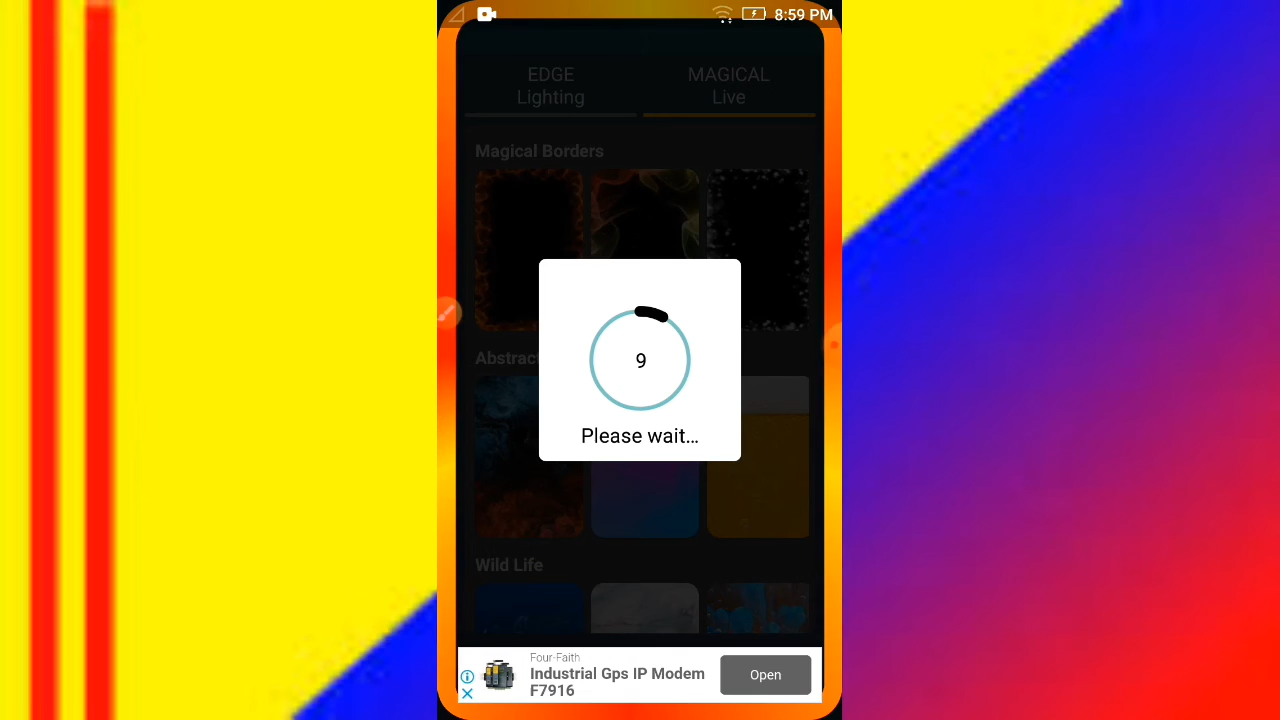 8:59 PM
EDGE
Lighting
MAGICAL
Live
Magical Borders
Abstract
9
Please wait...
Wild Life
Four-Faith
Industrial Gps IP Modem
F7916
Open